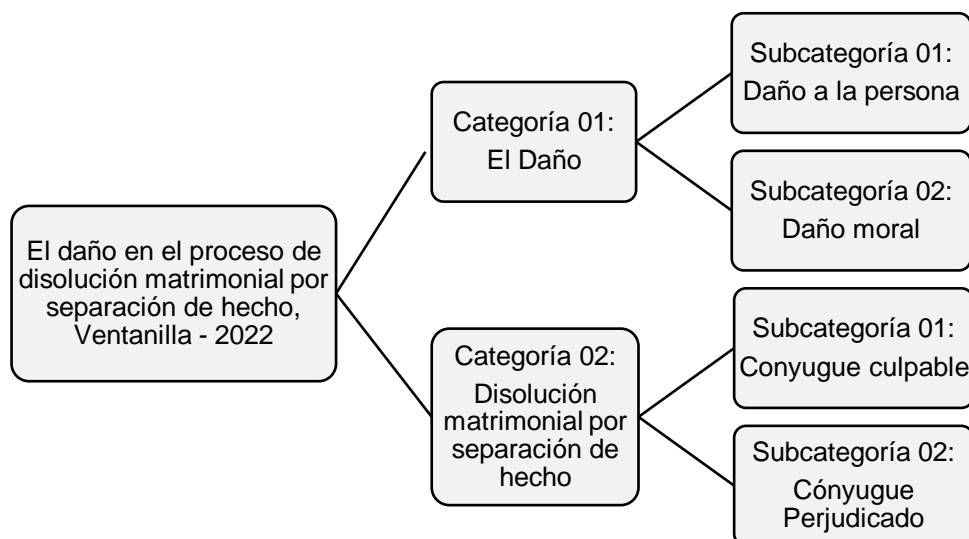 El daño en el proceso de
disolución matrimonial por
separación de hecho,
Ventanilla - 2022
Categoría 01:
El Daño
Subcategoría 01:
Daño a la persona
Subcategoría 02:
Daño moral
Categoría 02:
Disolución
matrimonial por
separación de
hecho
Subcategoría 01:
Conyugue culpable
Subcategoría 02:
Cónyugue
Perjudicado